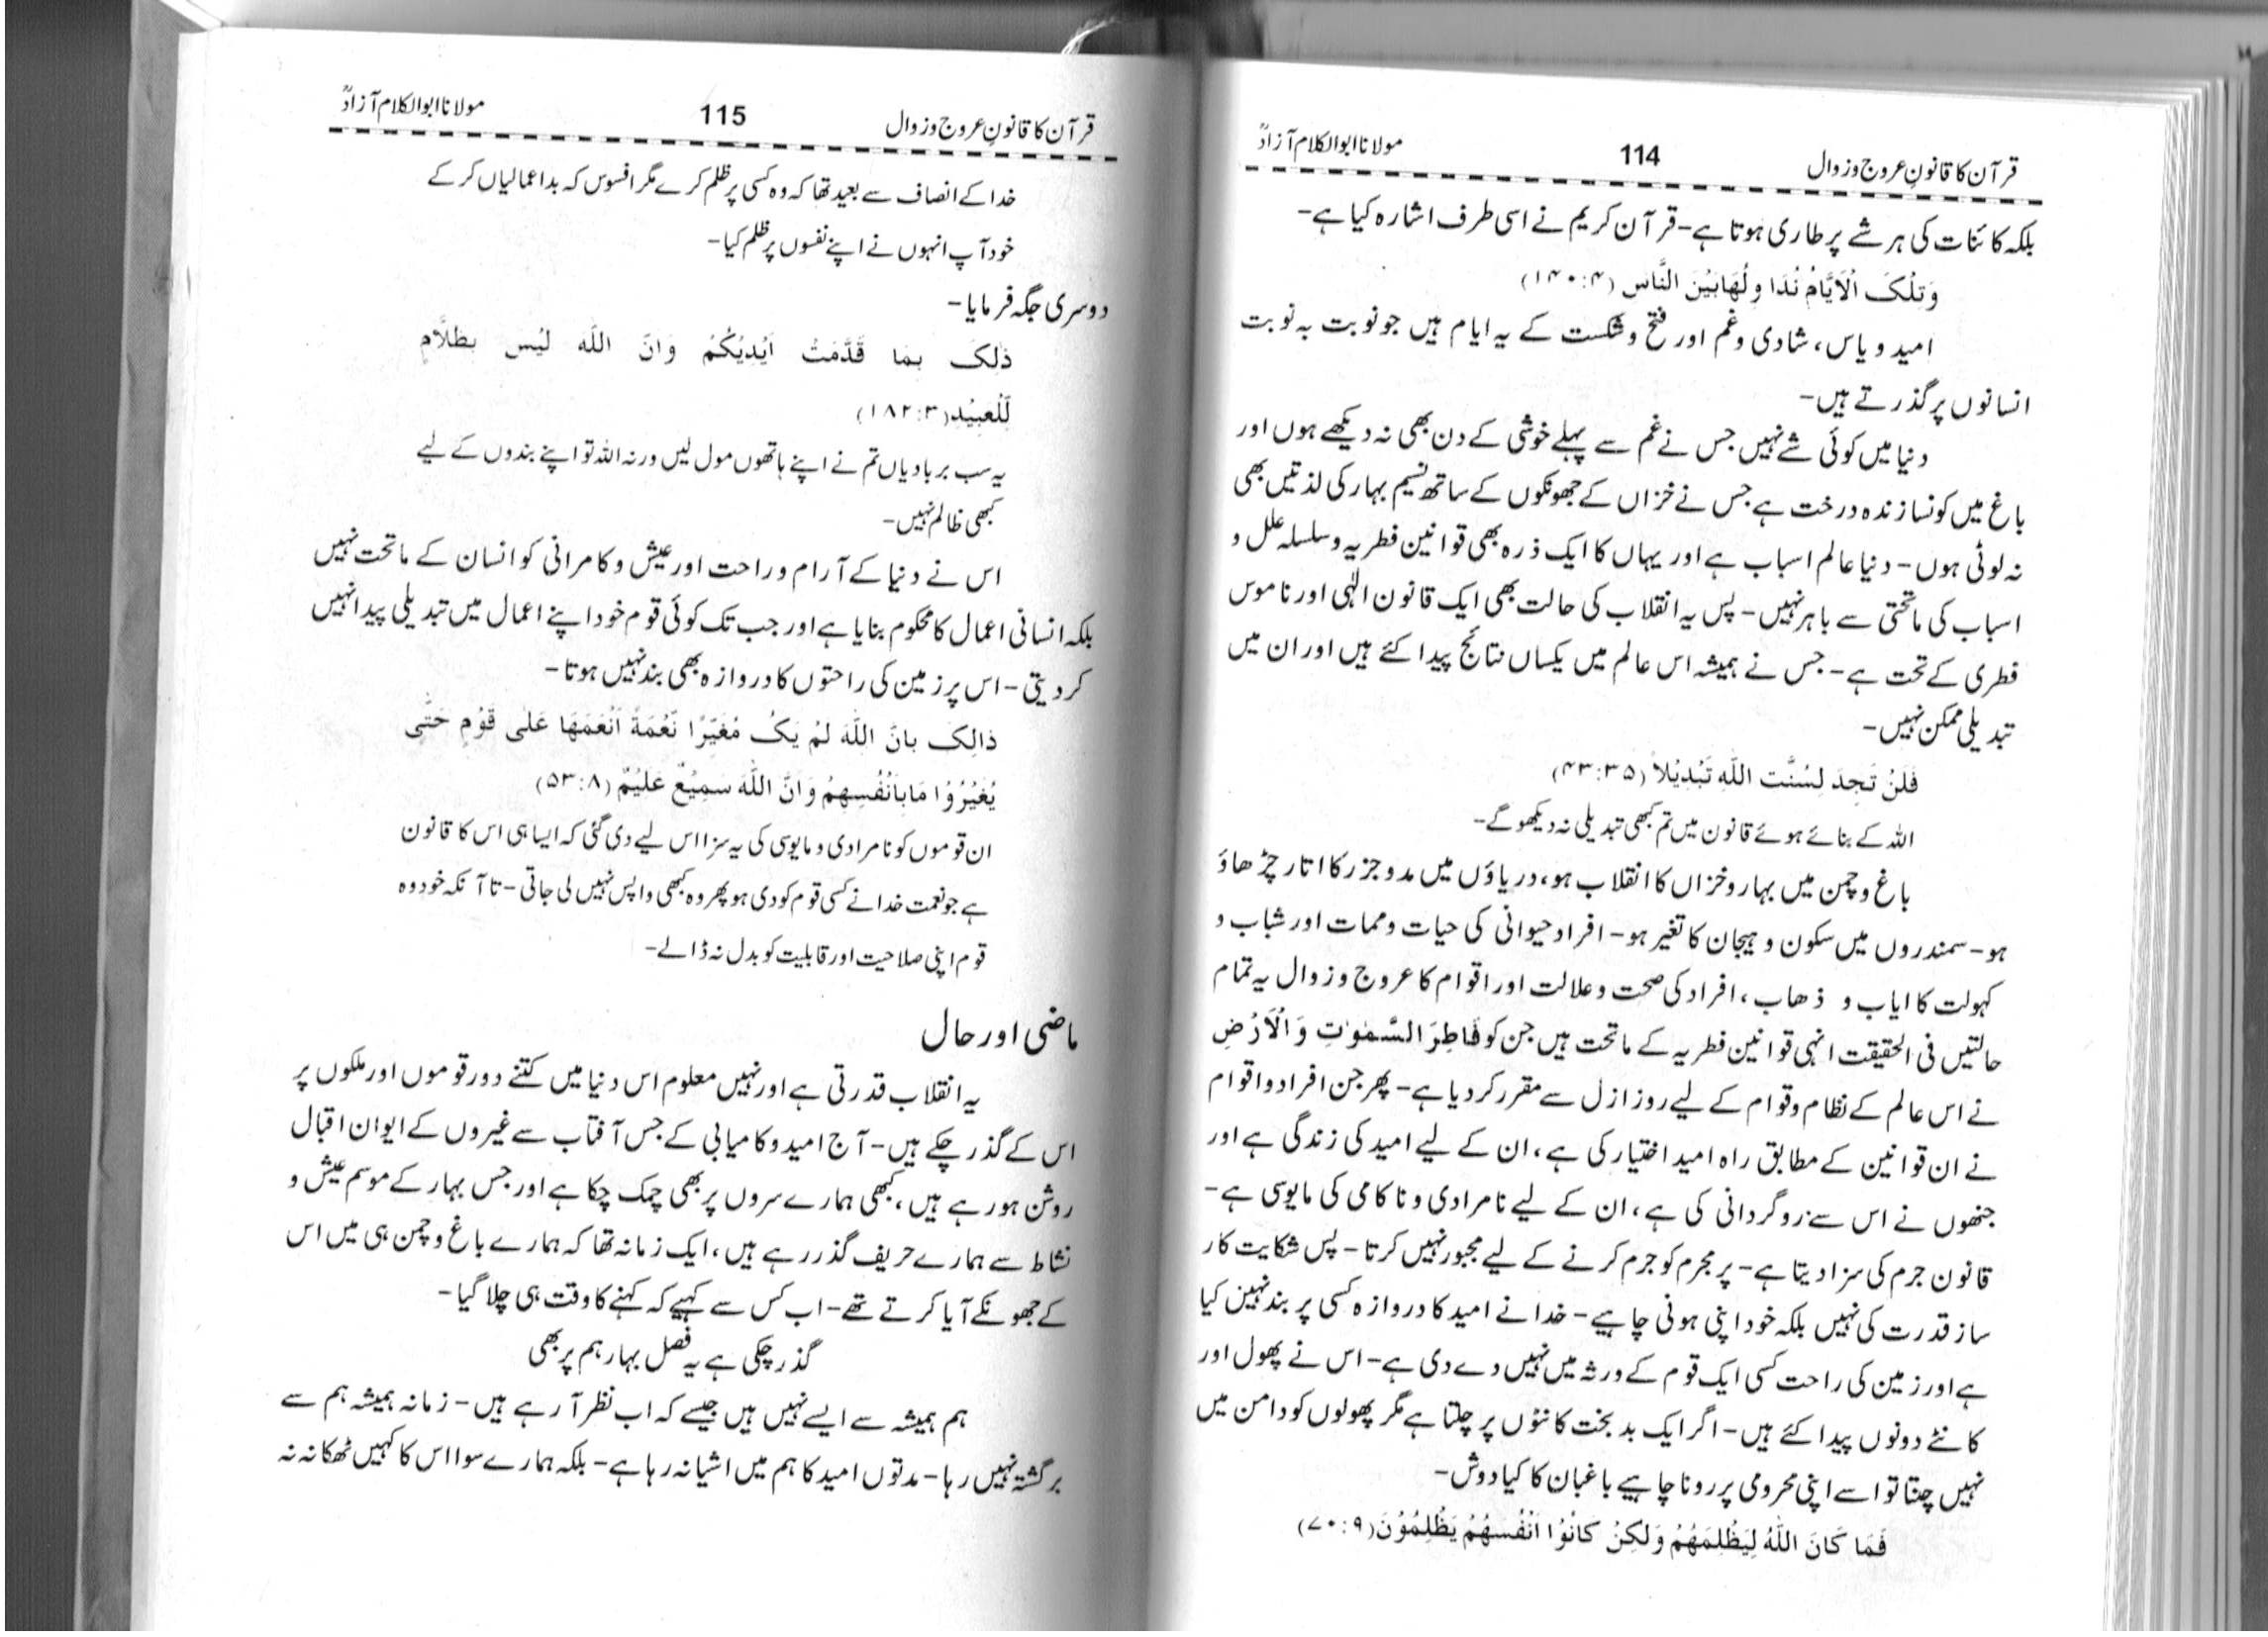 قرآن کا قانونِ عروج و زوال 114 مولانا ابوالکلام آزادؒ
بلکہ کائنات کی ہر شے پر طاری ہوتا ہے۔ قرآن کریم نے اسی طرف اشارہ کیا ہے۔
وَتِلْکَ الْاَیَّامُ نُدَا وِلُهَابَیْنَ النَّاسِ (۱۴۰:۴)
امید و یاس، شادی و غم اور فتح و شکست کے یہ ایام ہیں جو نوبت بہ نوبت
انسانوں پر گذرتے ہیں۔
دنیا میں کوئی شے نہیں جس نے غم سے پہلے خوشی کے دن بھی نہ دیکھے ہوں اور
باغ میں کونسا زندہ درخت ہے جس نے خزاں کے جھونکوں کے ساتھ نسیم بہار کی لذتیں بھی
نہ لوٹی ہوں۔ دنیا عالم اسباب ہے اور یہاں کا ایک ذرہ بھی قوانین فطریہ و سلسلہ علل و
اسباب کی ماتحتی سے باہر نہیں۔ پس یہ انقلاب کی حالت بھی ایک قانون الٰہی اور ناموس
فطری کے تحت ہے۔ جس نے ہمیشہ اس عالم میں یکساں نتائج پیدا کئے ہیں اور ان میں
تبدیلی ممکن نہیں۔
فَلَنْ تَجِدَ لِسُنَّت اللّٰہِ تَبْدِیْلاً (۴۳:۳۵)
اللہ کے بنائے ہوئے قانون میں تم کبھی تبدیلی نہ دیکھو گے۔
باغ و چمن میں بہار و خزاں کا انقلاب ہو، دریاؤں میں مد و جزر کا اتار چڑھاؤ
ہو۔ سمندروں میں سکون و ہیجان کا تغیر ہو۔ افراد حیوانی کی حیات و ممات اور شباب و
کہولت کا ایاب و ذھاب، افراد کی صحت و علالت اور اقوام کا عروج و زوال یہ تمام
حالتیں فی الحقیقت انہی قوانین فطریہ کے ماتحت ہیں جن کو فَاطِرَ السَّمٰوٰتِ وَالْاَرْضِ
نے اس عالم کے نظام و قوام کے لیے روز ازل سے مقرر کر دیا ہے۔ پھر جن افراد و اقوام
نے ان قوانین کے مطابق راہ امید اختیار کی ہے، ان کے لیے امید کی زندگی ہے اور
جنھوں نے اس سے روگردانی کی ہے، ان کے لیے نامرادی و ناکامی کی مایوسی ہے۔
قانون جرم کی سزا دیتا ہے۔ پر مجرم کو جرم کرنے کے لیے مجبور نہیں کرتا۔ پس شکایت کار
ساز قدرت کی نہیں بلکہ خود اپنی ہونی چاہیے۔ خدا نے امید کا دروازہ کسی پر بند نہین کیا
ہے اور زمین کی راحت کسی ایک قوم کے ورثہ میں نہیں دے دی ہے۔ اس نے پھول اور
کانٹے دونوں پیدا کئے ہیں۔ اگر ایک بد بخت کانٹوں پر چلتا ہے مگر پھولوں کو دامن میں
نہیں چنتا تو اسے اپنی محرومی پر رونا چاہیے باغبان کا کیا دوش۔
فَمَا کَانَ اللّٰهُ لِیَظْلِمَهُمْ وَلٰکِنْ کَانُوْا اَنْفُسَهُمْ یَظْلِمُوْنَ (۷۰:۹)
قرآن کا قانونِ عروج و زوال 115 مولانا ابوالکلام آزادؒ
خدا کے انصاف سے بعید تھا کہ وہ کسی پر ظلم کرے مگر افسوس کہ بداعمالیاں کر کے
خود آپ انہوں نے اپنے نفسوں پر ظلم کیا۔
دوسری جگہ فرمایا۔
ذٰلِکَ بِمَا قَدَّمَتْ اَیْدِیْکُمْ وَاَنَّ اللّٰه لَیْس بِظَلَّامٍ
لِّلْعَبِیْد (۱۸۲:۳)
یہ سب بربادیاں تم نے اپنے ہاتھوں مول لیں ورنہ اللہ تو اپنے بندوں کے لیے
کبھی ظالم نہیں۔
اس نے دنیا کے آرام و راحت اور عیش و کامرانی کو انسان کے ماتحت نہیں
بلکہ انسانی اعمال کا محکوم بنایا ہے اور جب تک کوئی قوم خود اپنے اعمال میں تبدیلی پیدا نہیں
کر دیتی۔ اس پر زمین کی راحتوں کا دروازہ بھی بند نہیں ہوتا۔
ذٰالِکَ بِاَنَّ اللّٰهَ لَمْ یَکُ مُغَیِّرًا نِّعْمَةً اَنْعَمَهَا عَلٰی قَوْمٍ حَتّٰی
یُغَیِّرُوْا مَابِاَنْفُسِهِمْ وَاَنَّ اللّٰهَ سَمِیْعٌ عَلِیْمٌ (۵۳:۸)
ان قوموں کو نامرادی و مایوسی کی یہ سزا اس لیے دی گئی کہ ایسا ہی اس کا قانون
ہے جو نعمت خدا نے کسی قوم کو دی ہو پھر وہ کبھی واپس نہیں لی جاتی۔ تا آنکہ خود وہ
قوم اپنی صلاحیت اور قابلیت کو بدل نہ ڈالے۔
ماضی اور حال
یہ انقلاب قدرتی ہے اور نہیں معلوم اس دنیا میں کتنے دور قوموں اور ملکوں پر
اس کے گذر چکے ہیں۔ آج امید و کامیابی کے جس آفتاب سے غیروں کے ایوان اقبال
روشن ہو رہے ہیں، کبھی ہمارے سروں پر بھی چمک چکا ہے اور جس بہار کے موسم عیش و
نشاط سے ہمارے حریف گذر رہے ہیں، ایک زمانہ تھا کہ ہمارے باغ و چمن ہی میں اس
کے جھونکے آیا کرتے تھے۔ اب کس سے کہیے کہ کہنے کا وقت ہی چلا گیا۔
گذر چکی ہے یہ فصل بہار ہم پر بھی
ہم ہمیشہ سے ایسے نہیں ہیں جیسے کہ اب نظر آ رہے ہیں۔ زمانہ ہمیشہ ہم سے
برگشتہ نہیں رہا۔ مدتوں امید کا ہم میں اشیانہ رہا ہے۔ بلکہ ہمارے سوا اس کا کہیں ٹھکانہ نہ